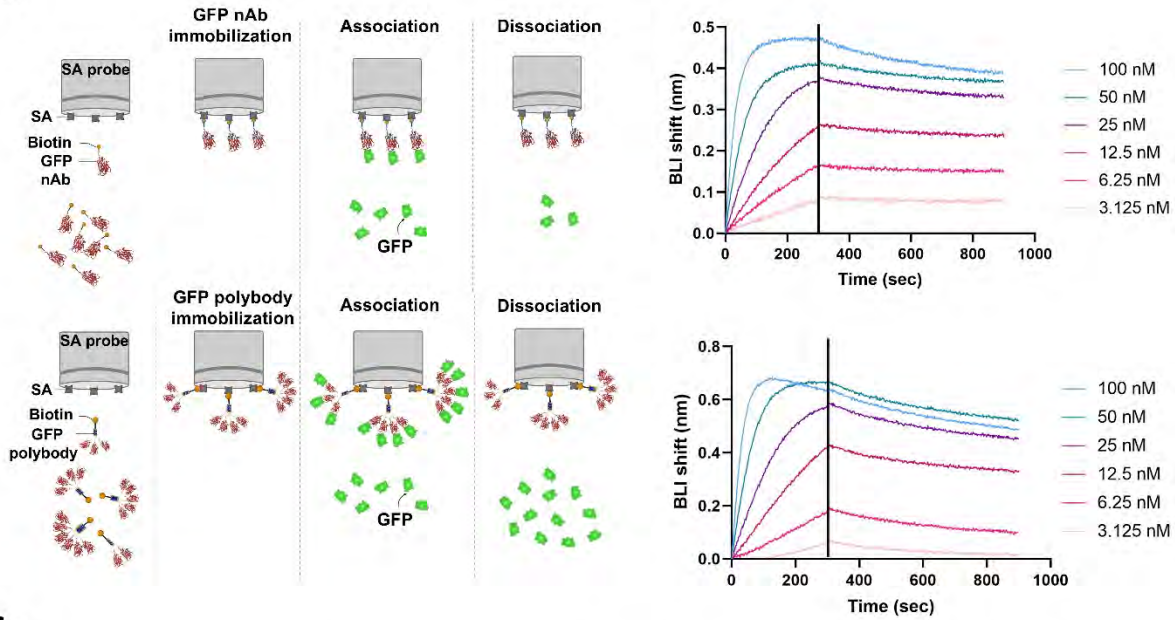 GFP nAb
immobilization
Association
Dissociation
SA probe
SA
Biotin
GFP
nAb
GFP
0.5
0.4
0.3
0.2
0.1
0.0
BLI shift (nm)
0 200 400 600 800 1000
Time (sec)
100 nM
50 nM
25 nM
12.5 nM
6.25 nM
3.125 nM
GFP polybody
immobilization
Association
Dissociation
SA probe
SA
Biotin
GFP
polybody
GFP
0.8
0.6
0.4
0.2
0.0
BLI shift (nm)
0 200 400 600 800 1000
Time (sec)
100 nM
50 nM
25 nM
12.5 nM
6.25 nM
3.125 nM